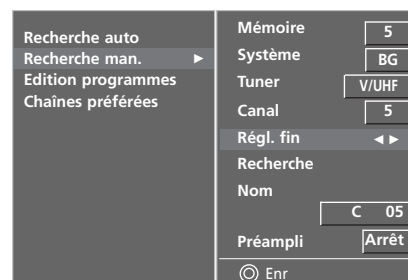 Recherche auto
Recherche man. ►
Edition programmes
Chaînes préférées
Mémoire 5
Système BG
Tuner V/UHF
Canal 5
Régl. fin ◄ ►
Recherche
Nom
C 05
Préampli Arrêt
Enr